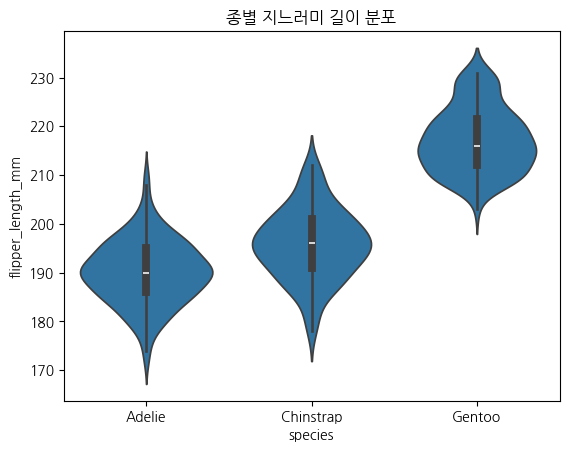 종별 지느러미 길이 분포
flipper_length_mm
230
220
210
200
190
180
170
Adelie
Chinstrap
Gentoo
species